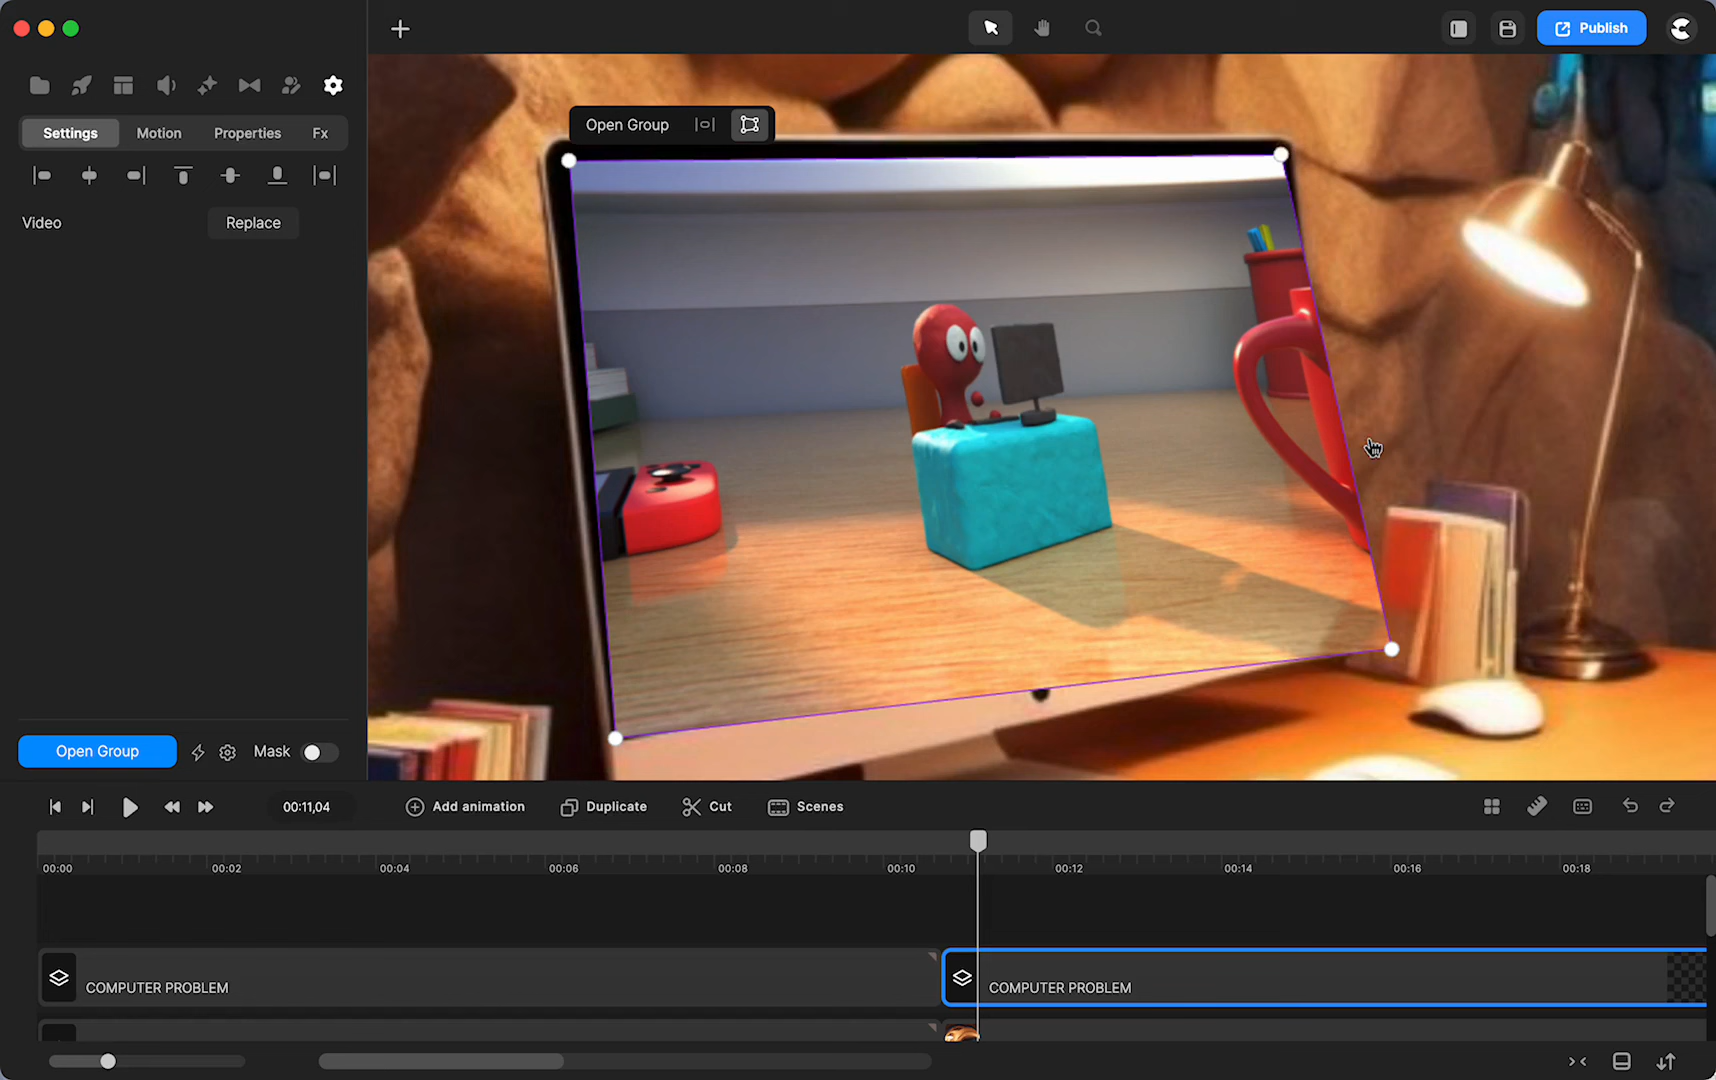 Publish
Open Group
Settings Motion Properties Fx
Video Replace
Open Group Mask
00:11,04 Add animation Duplicate Cut Scenes
00:00 00:02 00:04 00:06 00:08 00:10 00:12 00:14 00:16 00:18
COMPUTER PROBLEM COMPUTER PROBLEM